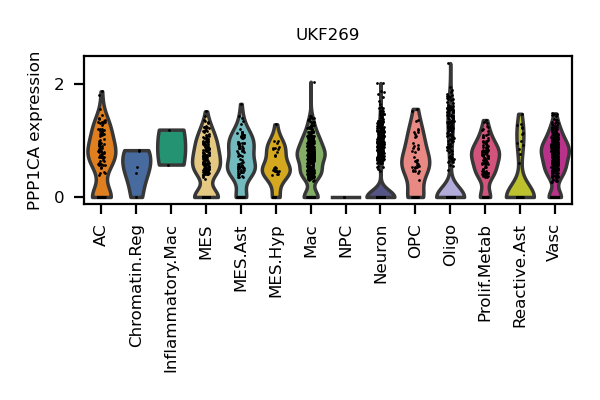 UKF269
PPP1CA expression
2
0
AC
Chromatin.Reg
Inflammatory.Mac
MES
MES.Ast
MES.Hyp
Mac
NPC
Neuron
OPC
Oligo
Prolif.Metab
Reactive.Ast
Vasc